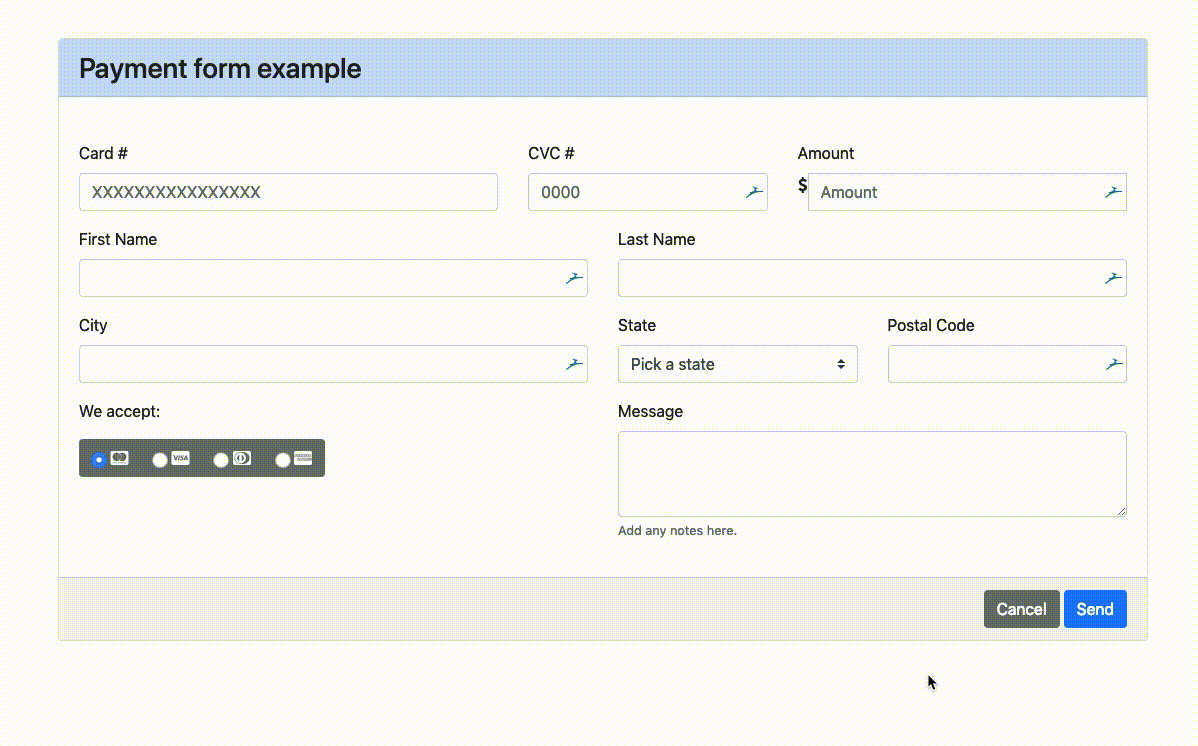 Payment form example
Card # CVC # Amount
XXXXXXXXXXXXXXXX 0000 $ Amount
First Name Last Name
City State Postal Code
Pick a state
We accept: Message
VISA
Add any notes here.
Cancel Send